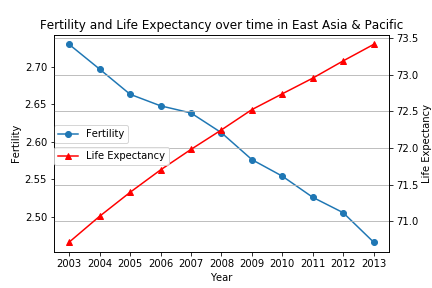 Fertility and Life Expectancy over time in East Asia & Pacific
73.5
2.70
73.0
2.65
72.5
Fertility
2.60
72.0
Life Expectancy
2.55
71.5
2.50
71.0
Fertility
Life Expectancy
2003 2004 2005 2006 2007 2008 2009 2010 2011 2012 2013
Year